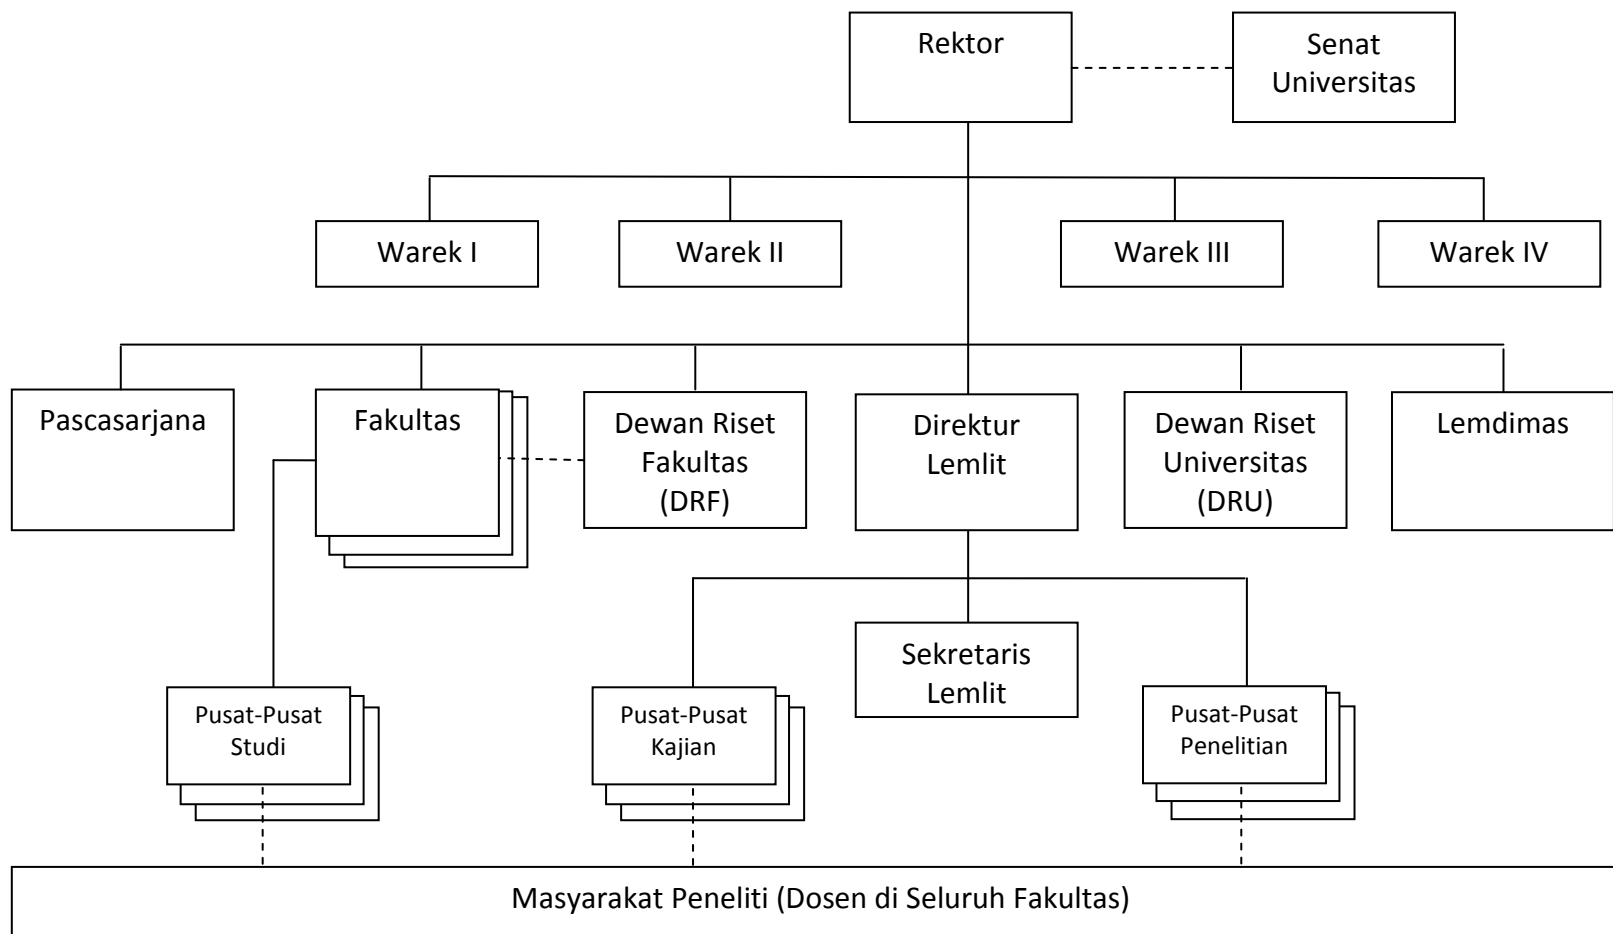 Rektor
Senat
Universitas
Warek I
Warek II
Warek III
Warek IV
Pascasarjana
Fakultas
Dewan Riset
Fakultas
(DRF)
Direktur
Lemlit
Dewan Riset
Universitas
(DRU)
Lemdimas
Sekretaris
Lemlit
Pusat-Pusat
Studi
Pusat-Pusat
Kajian
Pusat-Pusat
Penelitian
Masyarakat Peneliti (Dosen di Seluruh Fakultas)